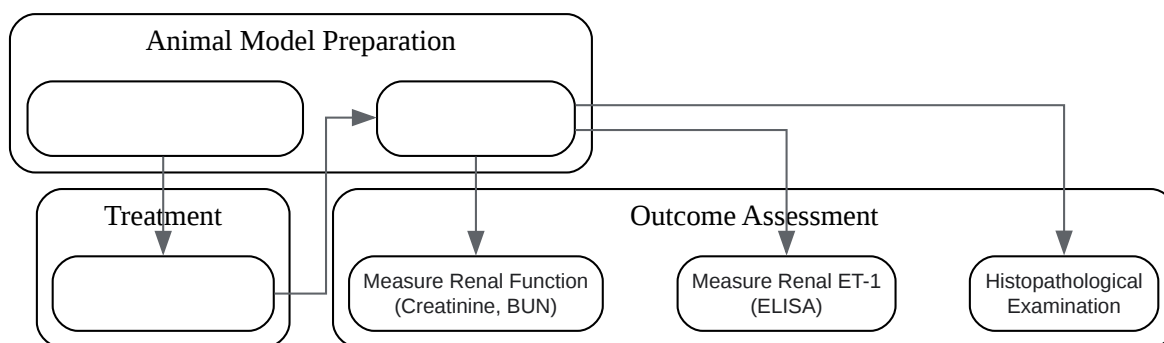 Animal Model Preparation
Treatment
Outcome Assessment
Measure Renal Function
(Creatinine, BUN)
Measure Renal ET-1
(ELISA)
Histopathological
Examination